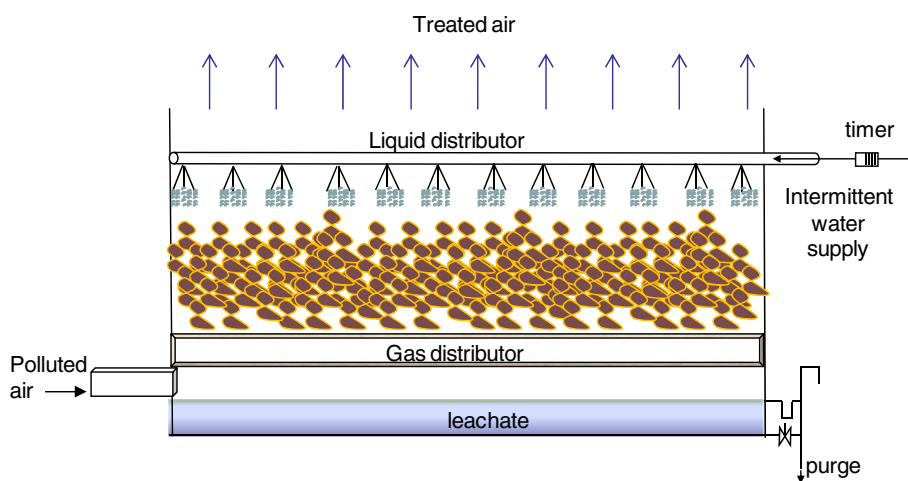 Treated air
Liquid distributor
timer
Intermittent
water
supply
Gas distributor
Polluted
air
leachate
purge